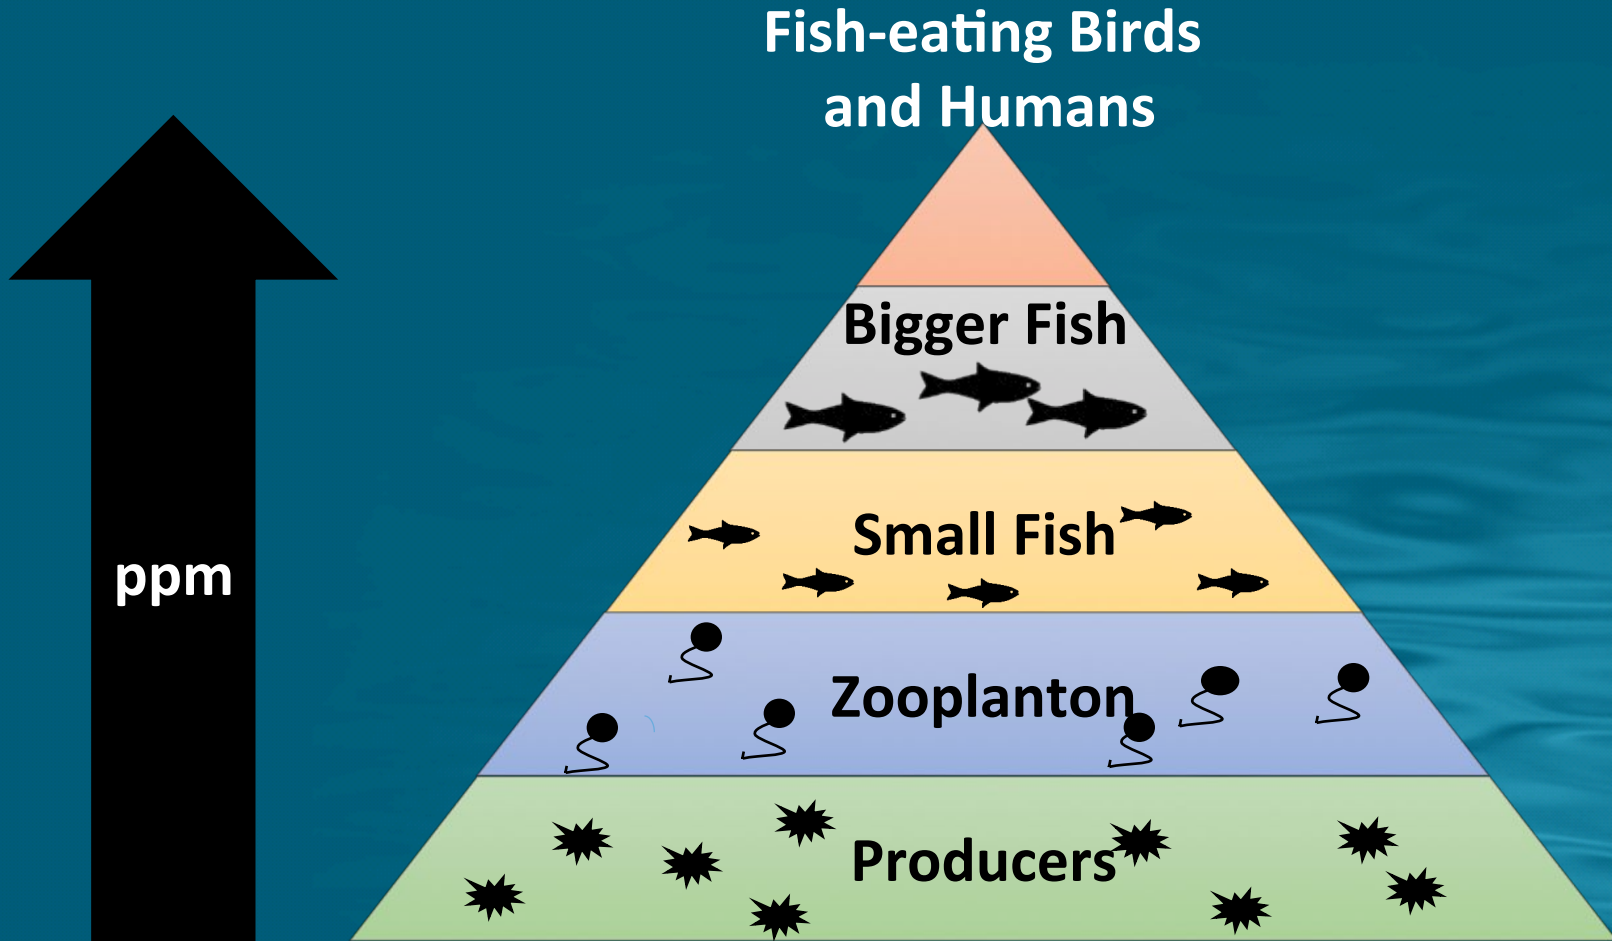 Fish-eating Birds
and Humans
Bigger Fish
Small Fish
ppm
Zooplanton
Producers